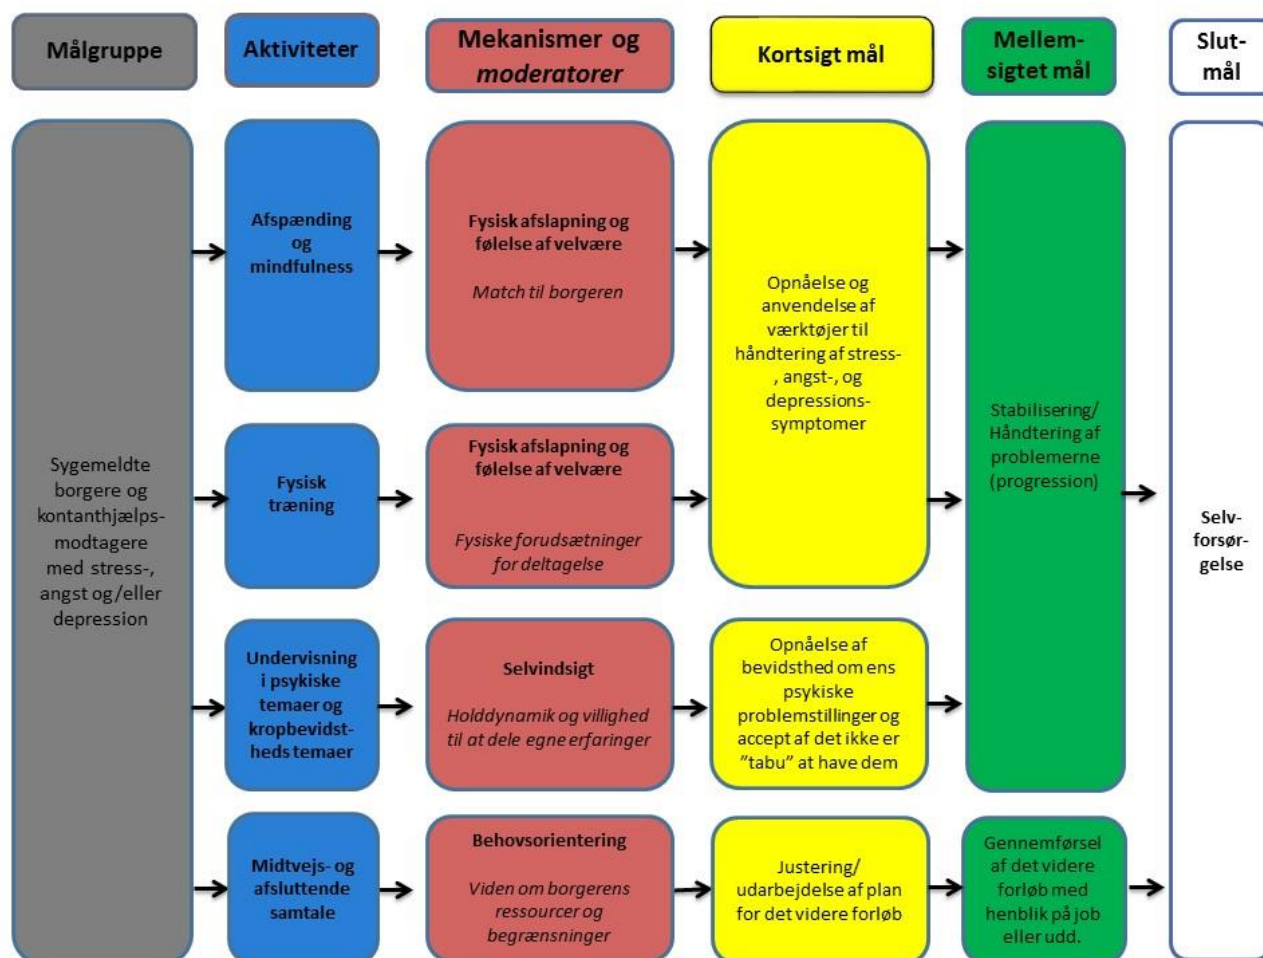 Målgruppe
Aktiviteter
Mekanismer og
moderatorer
Kortsigt mål
Mellem-
sigtet mål
Slut-
mål
Sygemeldte
borgere og
kontanthjælps-
modtagere
med stress-,
angst og/eller
depression
Afspænding
og
mindfulness
Fysisk afslapning og
følelse af velvære
Match til borgeren
Opnåelse og
anvendelse af
værktøjer til
håndtering af stress-
, angst-, og
depressions-
symptomer
Stabilisering/
Håndtering af
problemerne
(progression)
Selv-
forsør-
gelse
Fysisk
træning
Fysisk afslapning og
følelse af velvære
Fysiske forudsætninger
for deltagelse
Undervisning
i psykiske
temaer og
kropbevidst-
heds temaer
Selvindsigt
Holddynamik og villighed
til at dele egne erfaringer
Opnåelse af
bevidsthed om ens
psykiske
problemstillinger og
accept af det ikke er
"tabu" at have dem
Midtvejs- og
afsluttende
samtale
Behovsorientering
Viden om borgerens
ressourcer og
begrænsninger
Justering/
udarbejdelse af plan
for det videre forløb
Gennemførsel
af det videre
forløb med
henblik på job
eller udd.